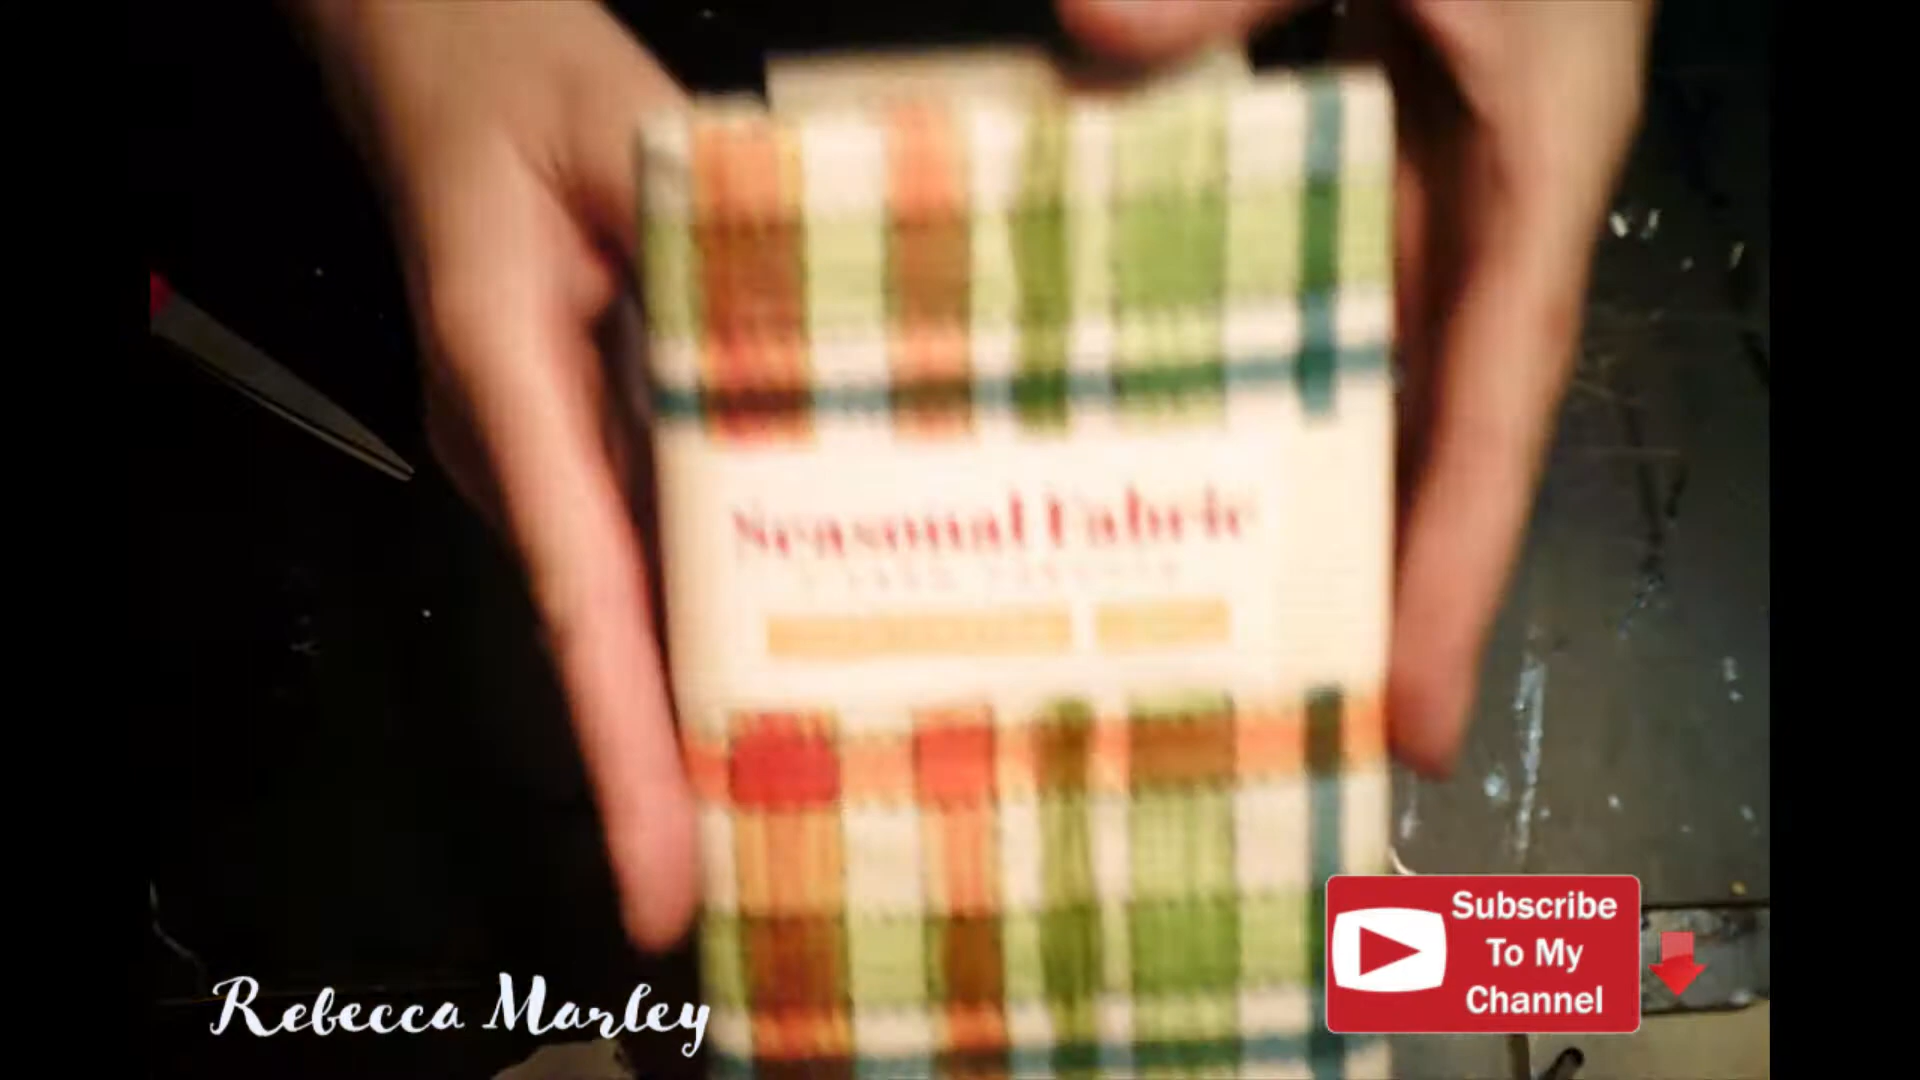 Seasonal Fabric
Rebecca Marley
Subscribe
To My
Channel